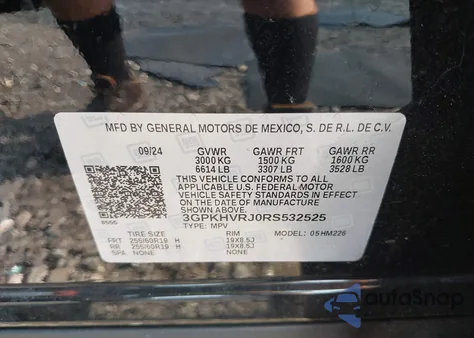 MFD BY GENERAL MOTORS DE MEXICO, S. DE R.L. DE C.V.
09/24 GVWR GAWR FRT GAWR RR
3000 KG 1500 KG 1600 KG
6614 LB 3307 LB 3528 LB
THIS VEHICLE CONFORMS TO ALL
APPLICABLE U.S. FEDERAL MOTOR
VEHICLE SAFETY STANDARDS IN EFFECT
ON THE DATE OF MANUFACTURE SHOWN ABOVE.
3GPKHVRJ0RS532525
TYPE: MPV
TIRE SIZE RIM MODEL: 05HM226
FRT 255/60R19 H 19X8.5J
RR 255/60R19 H 19X8.5J
SPA NONE NONE
autoSnap